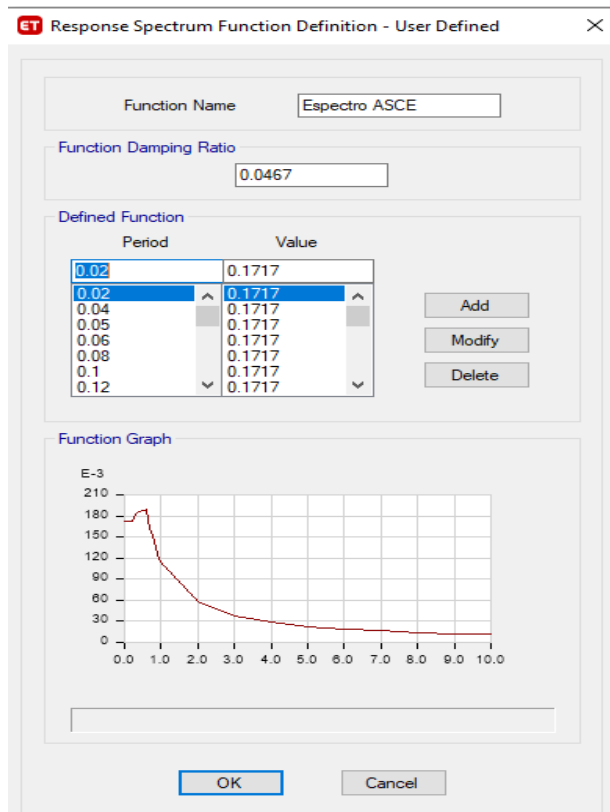 ET Response Spectrum Function Definition - User Defined
Function Name Espectro ASCE
Function Damping Ratio
0.0467
Defined Function
Period Value
0.02 0.1717
0.02 0.1717
0.04 0.1717
0.05 0.1717
0.06 0.1717
0.08 0.1717
0.1 0.1717
0.12 0.1717
Add
Modify
Delete
Function Graph
E-3
210
180
150
120
90
60
30
0
0.0 1.0 2.0 3.0 4.0 5.0 6.0 7.0 8.0 9.0 10.0
OK Cancel